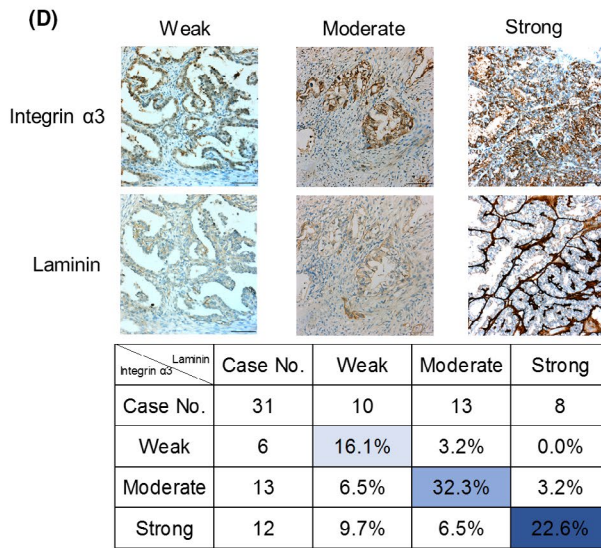 (D)
Weak Moderate Strong
Integrin α3
Laminin
Laminin
Integrin α3
Case No. Weak Moderate Strong
Case No. 31 10 13 8
Weak 6 16.1% 3.2% 0.0%
Moderate 13 6.5% 32.3% 3.2%
Strong 12 9.7% 6.5% 22.6%